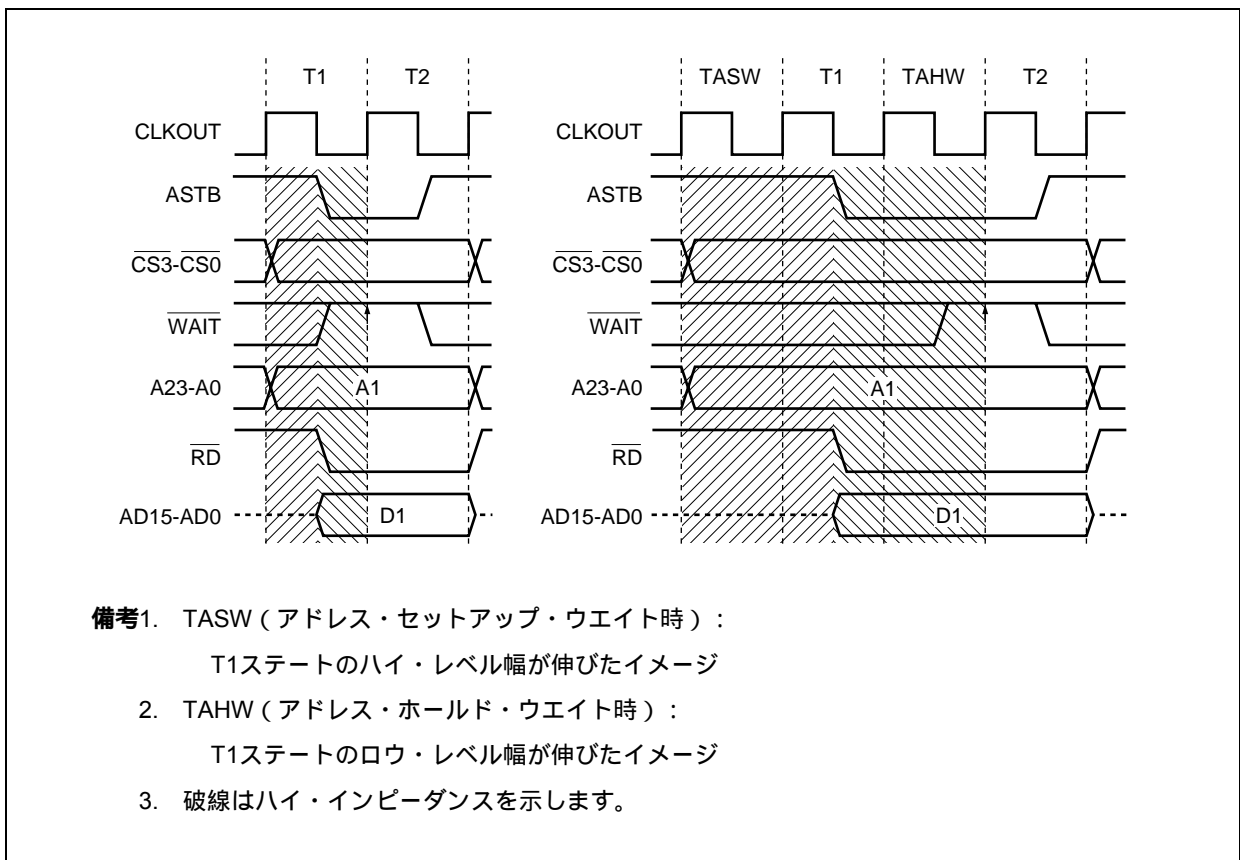 T1 T2 TASW T1 TAHW T2
CLKOUT CLKOUT
ASTB ASTB
CS3-CS0 CS3-CS0
WAIT WAIT
A23-A0 A1 A23-A0 A1
RD RD
AD15-AD0 D1 AD15-AD0 D1
備考1. TASW（アドレス・セットアップ・ウエイト時）：
T1ステートのハイ・レベル幅が伸びたイメージ
2. TAHW（アドレス・ホールド・ウエイト時）：
T1ステートのロウ・レベル幅が伸びたイメージ
3. 破線はハイ・インピーダンスを示します。